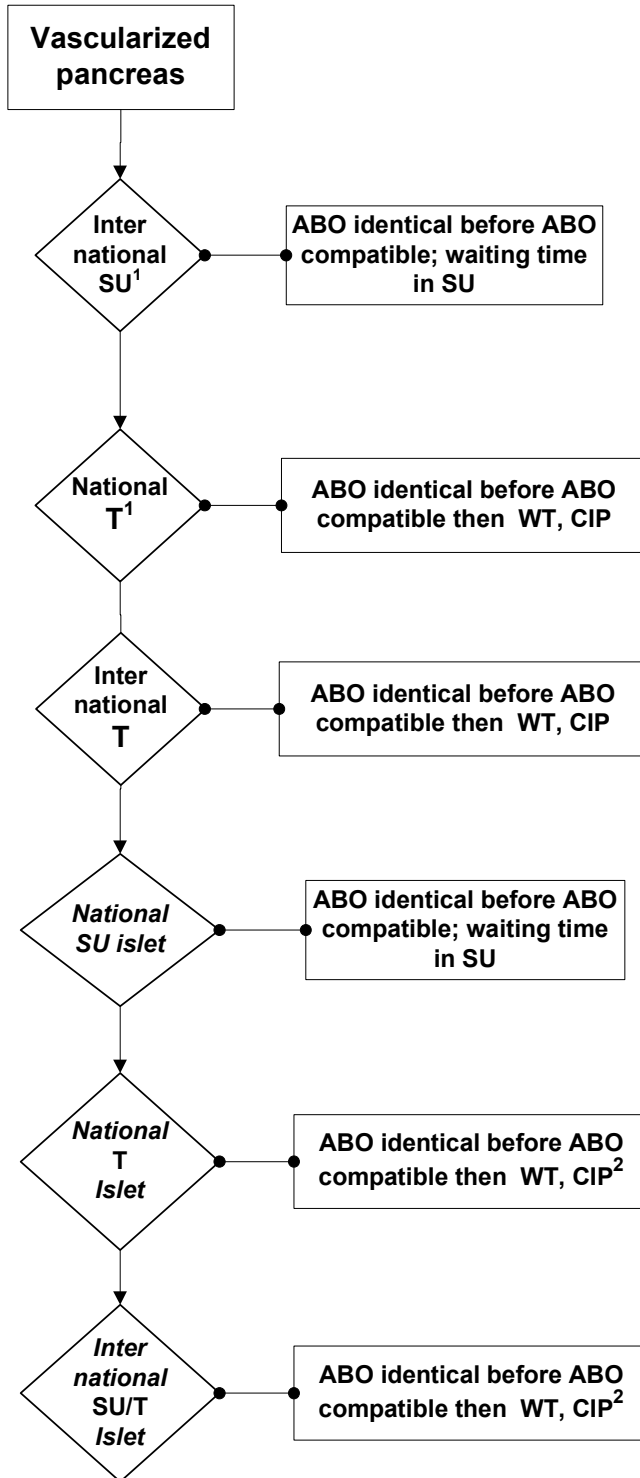 Vascularized
pancreas
Inter
national
SU¹
ABO identical before ABO
compatible; waiting time
in SU
National
T¹
ABO identical before ABO
compatible then WT, CIP
Inter
national
T
ABO identical before ABO
compatible then WT, CIP
National
SU islet
ABO identical before ABO
compatible; waiting time
in SU
National
T
Islet
ABO identical before ABO
compatible then WT, CIP²
Inter
national
SU/T
Islet
ABO identical before ABO
compatible then WT, CIP²